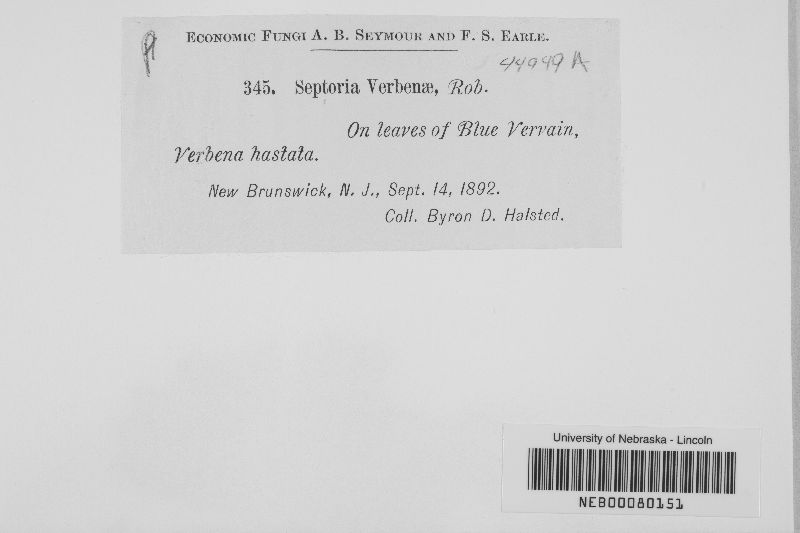 Economic Fungi A. B. Seymour and F. S. Earle.
44949 A
345. Septoria Verbenæ, Rob.
On leaves of Blue Vervain,
Verbena hastata.
New Brunswick, N. J., Sept. 14, 1892.
Coll. Byron D. Halsted.
University of Nebraska - Lincoln
NEB00080151